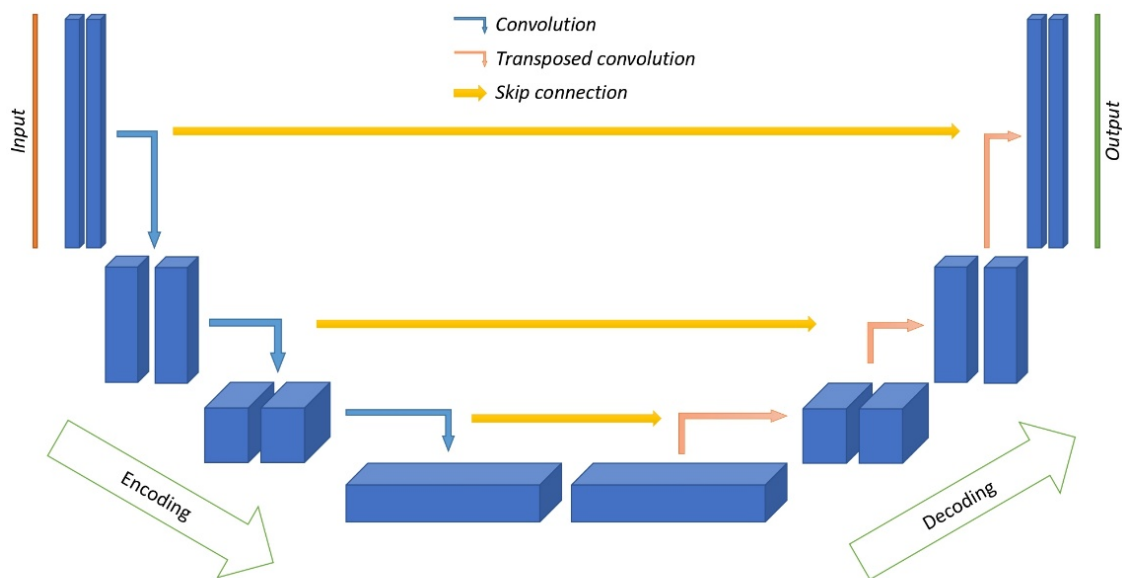 Convolution
Transposed convolution
Skip connection
Input
Output
Encoding
Decoding